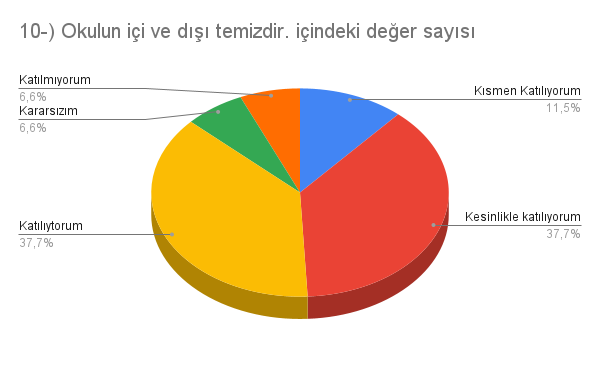 10-) Okulun içi ve dışı temizdir. içindeki değer sayısı
Katılmıyorum
6,6%
Kararsızım
6,6%
Katılıytorum
37,7%
Kısmen Katılıyorum
11,5%
Kesinlikle katılıyorum
37,7%